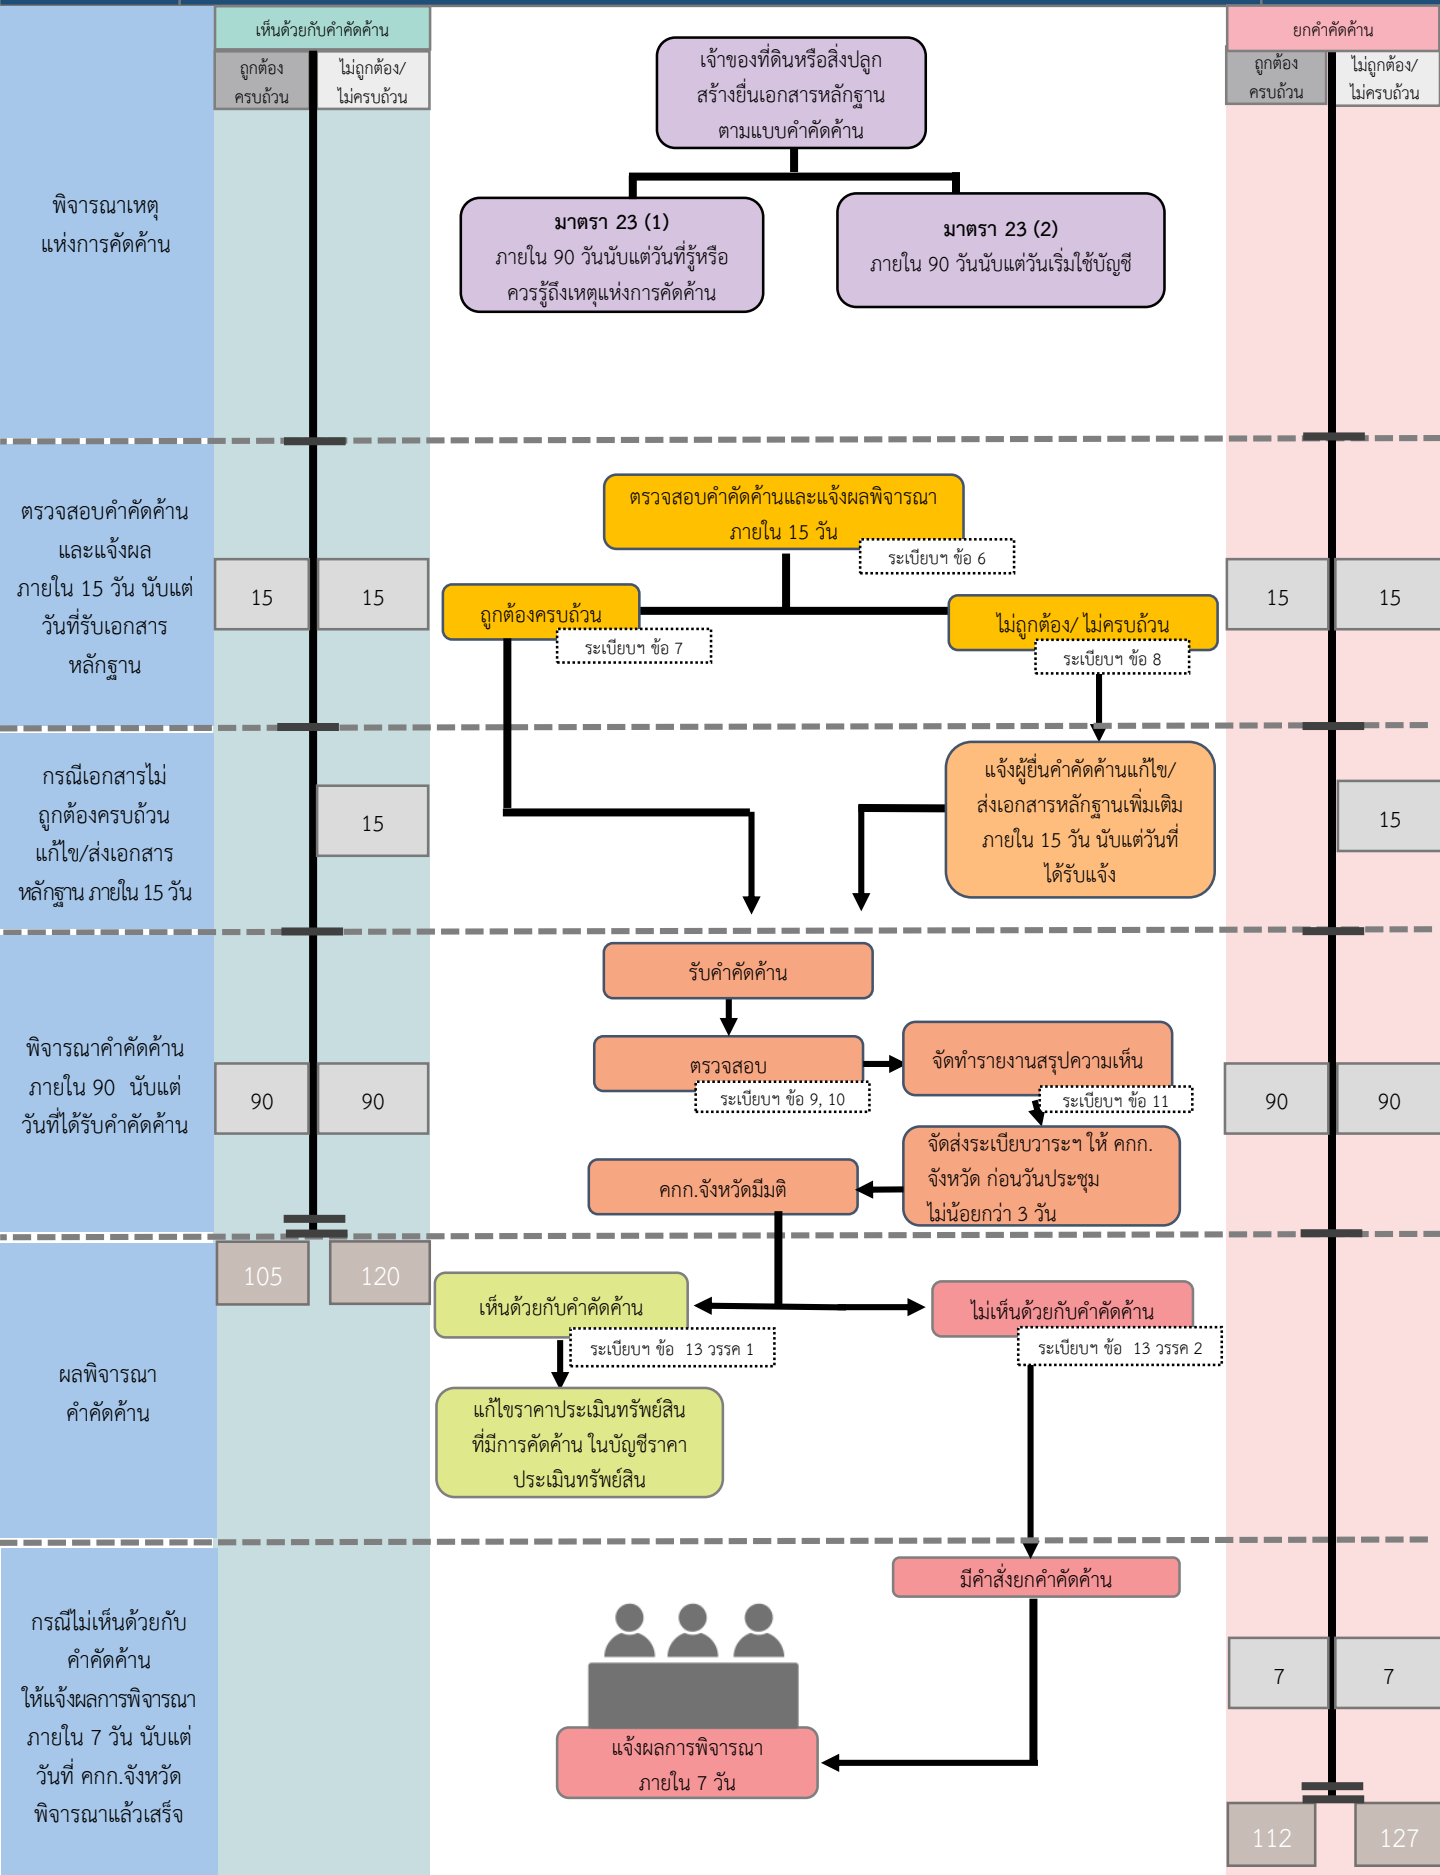 เห็นด้วยกับคำคัดค้าน
ถูกต้อง
ครบถ้วน
ไม่ถูกต้อง/
ไม่ครบถ้วน
ยกคำคัดค้าน
ถูกต้อง
ครบถ้วน
ไม่ถูกต้อง/
ไม่ครบถ้วน
พิจารณาเหตุ
แห่งการคัดค้าน
เจ้าของที่ดินหรือสิ่งปลูก
สร้างยื่นเอกสารหลักฐาน
ตามแบบคำคัดค้าน
มาตรา 23 (1)
ภายใน 90 วันนับแต่วันที่รู้หรือ
ควรรู้ถึงเหตุแห่งการคัดค้าน
มาตรา 23 (2)
ภายใน 90 วันนับแต่วันเริ่มใช้บัญชี
ตรวจสอบคำคัดค้าน
และแจ้งผล
ภายใน 15 วัน นับแต่
วันที่รับเอกสาร
หลักฐาน
15
15
ตรวจสอบคำคัดค้านและแจ้งผลพิจารณา
ภายใน 15 วัน
ระเบียบฯ ข้อ 6
ถูกต้องครบถ้วน
ระเบียบฯ ข้อ 7
ไม่ถูกต้อง/ ไม่ครบถ้วน
ระเบียบฯ ข้อ 8
15
15
กรณีเอกสารไม่
ถูกต้องครบถ้วน
แก้ไข/ส่งเอกสาร
หลักฐาน ภายใน 15 วัน
15
แจ้งผู้ยื่นคำคัดค้านแก้ไข/
ส่งเอกสารหลักฐานเพิ่มเติม
ภายใน 15 วัน นับแต่วันที่
ได้รับแจ้ง
15
พิจารณาคำคัดค้าน
ภายใน 90 นับแต่
วันที่ได้รับคำคัดค้าน
90
90
รับคำคัดค้าน
ตรวจสอบ
ระเบียบฯ ข้อ 9, 10
จัดทำรายงานสรุปความเห็น
ระเบียบฯ ข้อ 11
จัดส่งระเบียบวาระฯ ให้ คกก.
จังหวัด ก่อนวันประชุม
ไม่น้อยกว่า 3 วัน
คกก.จังหวัดมีมติ
90
90
ผลพิจารณา
คำคัดค้าน
105
120
เห็นด้วยกับคำคัดค้าน
ระเบียบฯ ข้อ 13 วรรค 1
ไม่เห็นด้วยกับคำคัดค้าน
ระเบียบฯ ข้อ 13 วรรค 2
แก้ไขราคาประเมินทรัพย์สิน
ที่มีการคัดค้าน ในบัญชีราคา
ประเมินทรัพย์สิน
กรณีไม่เห็นด้วยกับ
คำคัดค้าน
ให้แจ้งผลการพิจารณา
ภายใน 7 วัน นับแต่
วันที่ คกก.จังหวัด
พิจารณาแล้วเสร็จ
มีคำสั่งยกคำคัดค้าน
แจ้งผลการพิจารณา
ภายใน 7 วัน
7
7
112
127